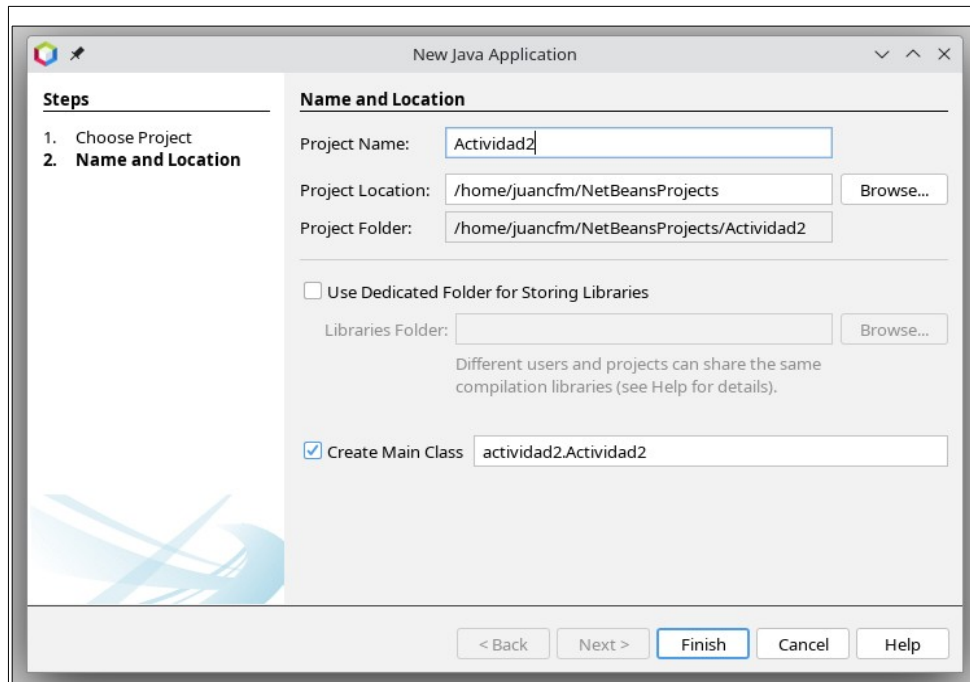 New Java Application
Steps
1. Choose Project
2. Name and Location
Name and Location
Project Name: Actividad2
Project Location: /home/juancfm/NetBeansProjects Browse...
Project Folder: /home/juancfm/NetBeansProjects/Actividad2
Use Dedicated Folder for Storing Libraries
Libraries Folder: Browse...
Different users and projects can share the same
compilation libraries (see Help for details).
Create Main Class actividad2.Actividad2
< Back Next > Finish Cancel Help